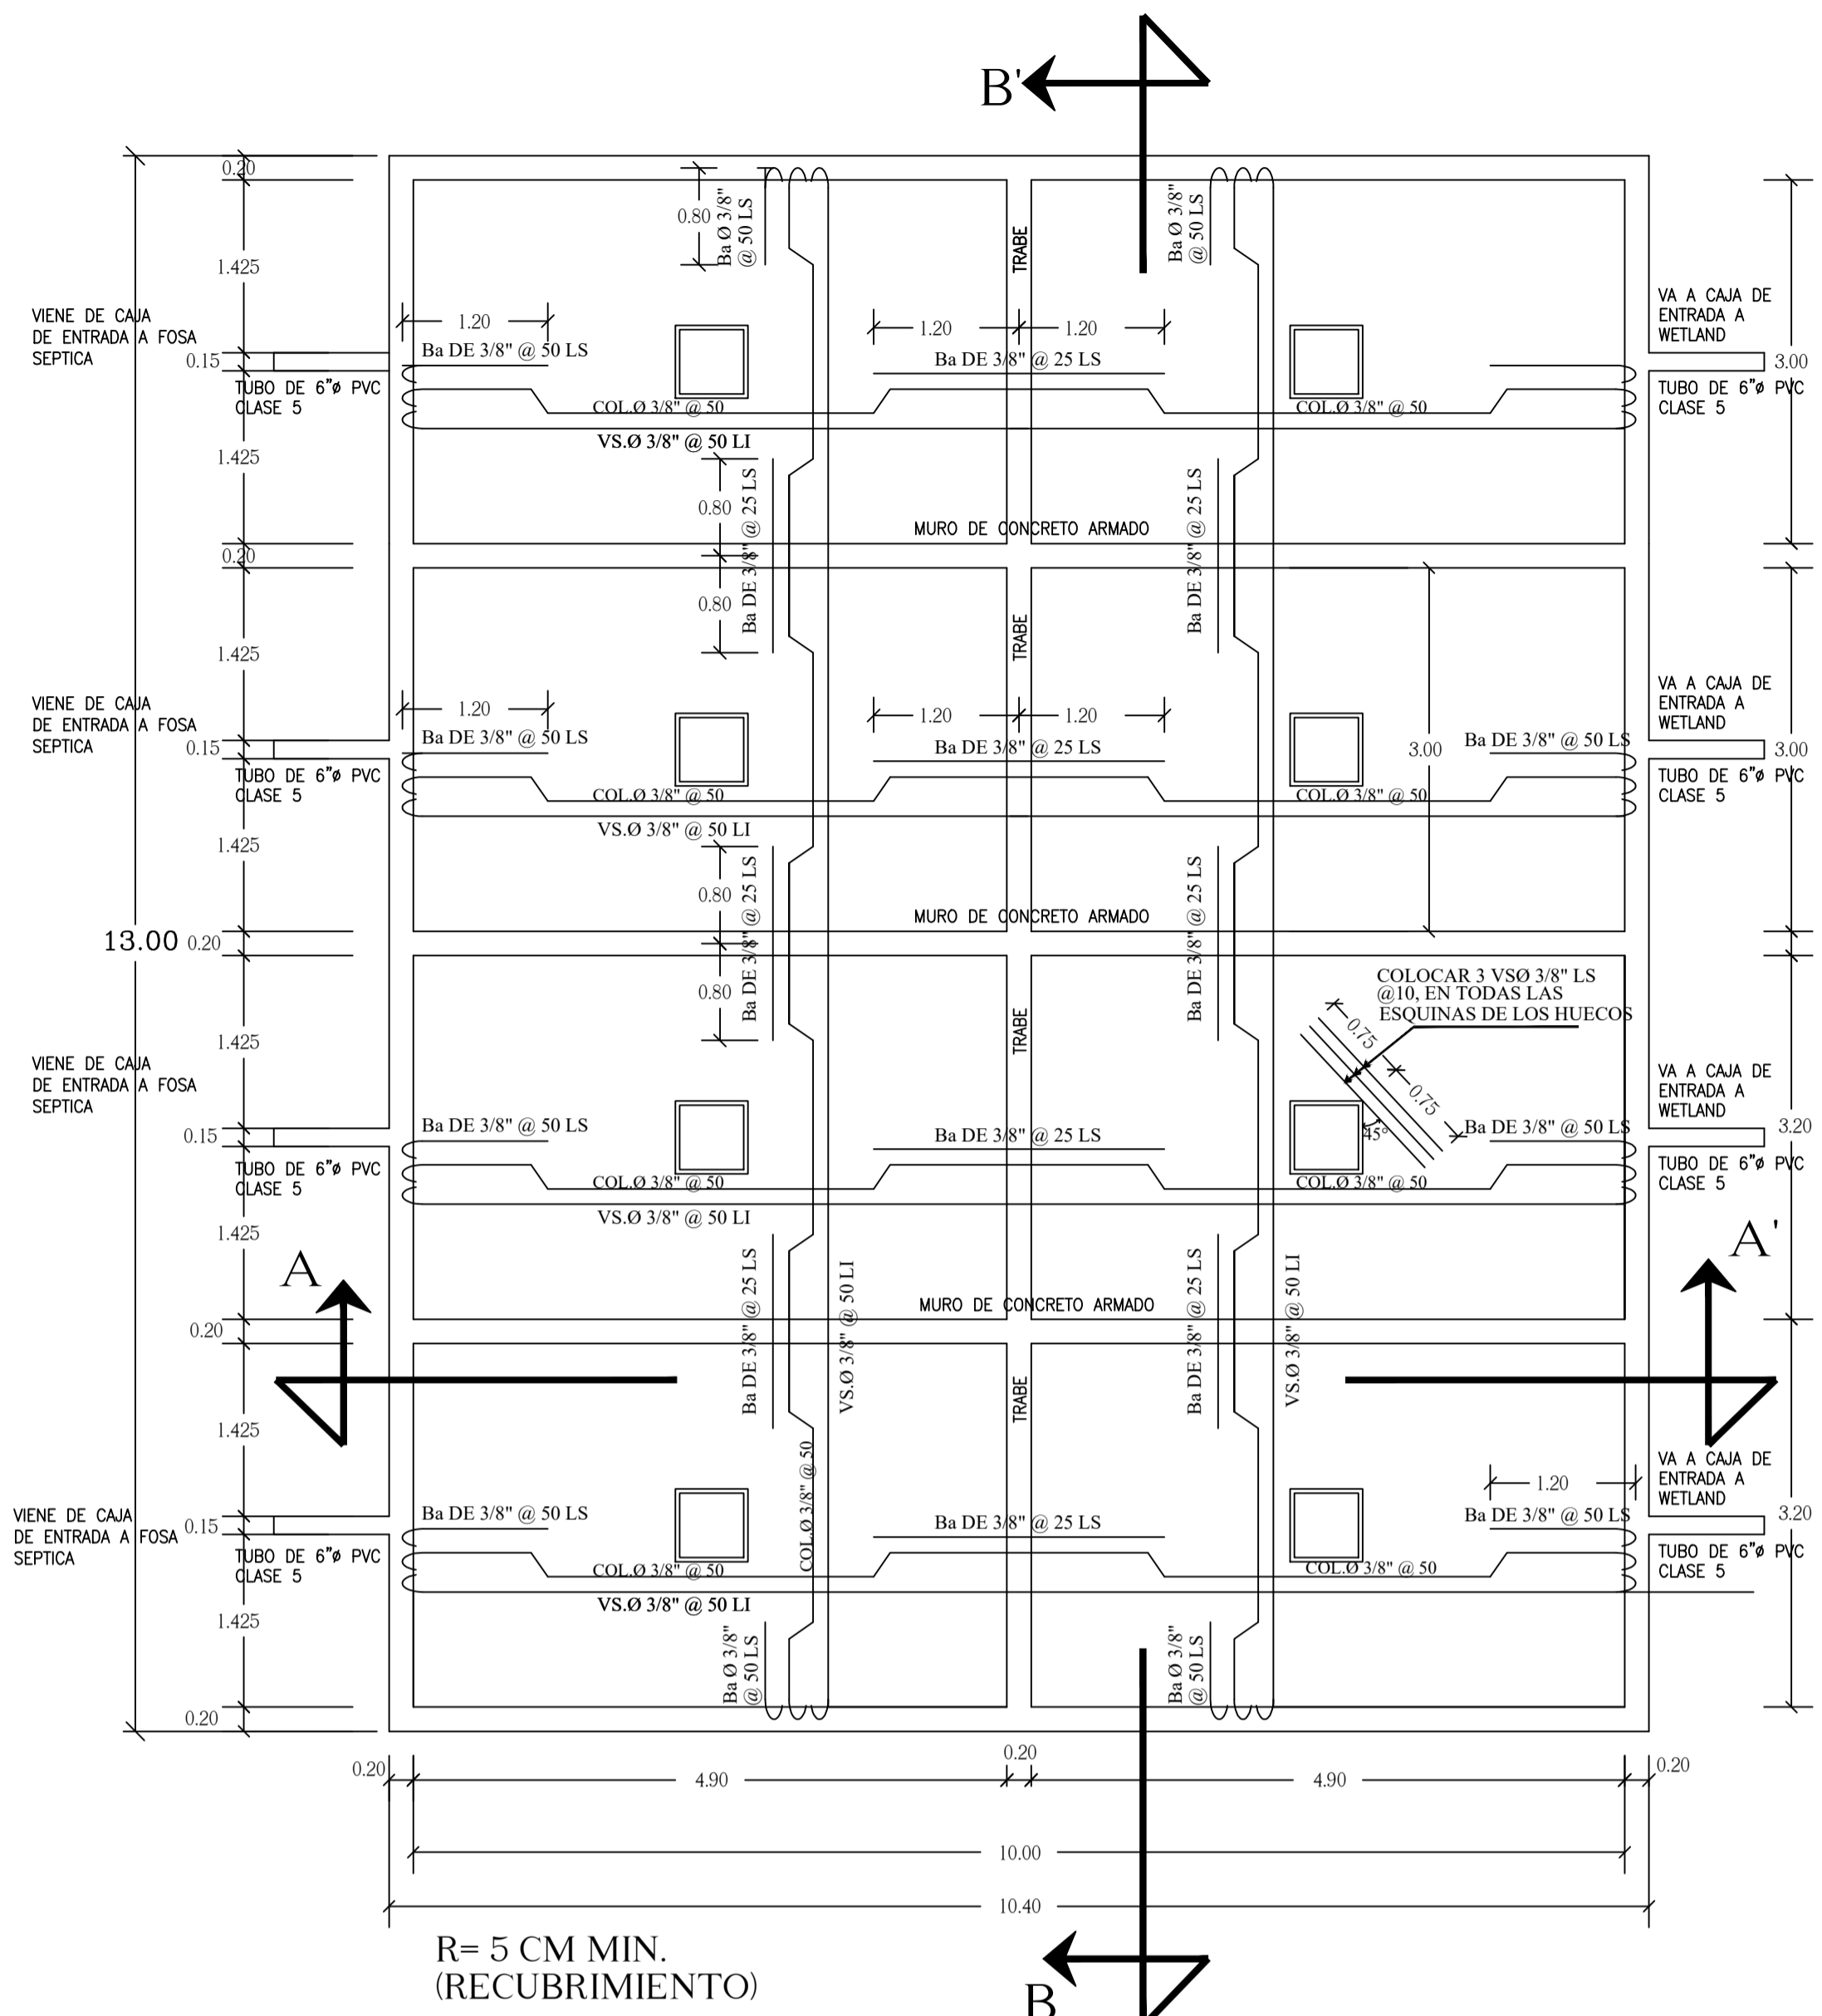 B'
0.20
0.80
Ba Ø 3/8"
@ 50 LS
Ba Ø 3/8"
@ 50 LS
TRABE
1.425
VIENE DE CAJA
DE ENTRADA A FOSA
SEPTICA
0.15
TUBO DE 6"ø PVC
CLASE 5
1.20
Ba DE 3/8" @ 50 LS
1.20
1.20
Ba DE 3/8" @ 25 LS
COL.Ø 3/8" @ 50
COL.Ø 3/8" @ 50
VS.Ø 3/8" @ 50 LI
VA A CAJA DE
ENTRADA A
WETLAND
3.00
TUBO DE 6"ø PVC
CLASE 5
1.425
0.80
Ba DE 3/8" @ 25 LS
Ba DE 3/8" @ 25 LS
MURO DE CONCRETO ARMADO
0.20
0.80
TRABE
1.425
VIENE DE CAJA
DE ENTRADA A FOSA
SEPTICA
0.15
TUBO DE 6"ø PVC
CLASE 5
1.20
Ba DE 3/8" @ 50 LS
1.20
1.20
Ba DE 3/8" @ 25 LS
3.00
Ba DE 3/8" @ 50 LS
COL.Ø 3/8" @ 50
COL.Ø 3/8" @ 50
VS.Ø 3/8" @ 50 LI
VA A CAJA DE
ENTRADA A
WETLAND
3.00
TUBO DE 6"ø PVC
CLASE 5
1.425
0.80
Ba DE 3/8" @ 25 LS
Ba DE 3/8" @ 25 LS
MURO DE CONCRETO ARMADO
13.00
0.20
0.80
TRABE
COLOCAR 3 VSØ 3/8" LS
@10, EN TODAS LAS
ESQUINAS DE LOS HUECOS
0.75
0.75
45°
1.425
VIENE DE CAJA
DE ENTRADA A FOSA
SEPTICA
0.15
TUBO DE 6"ø PVC
CLASE 5
Ba DE 3/8" @ 50 LS
Ba DE 3/8" @ 25 LS
Ba DE 3/8" @ 50 LS
COL.Ø 3/8" @ 50
COL.Ø 3/8" @ 50
VS.Ø 3/8" @ 50 LI
VA A CAJA DE
ENTRADA A
WETLAND
3.20
TUBO DE 6"ø PVC
CLASE 5
1.425
A
A'
Ba DE 3/8" @ 25 LS
VS.Ø 3/8" @ 50 LI
Ba DE 3/8" @ 25 LS
VS.Ø 3/8" @ 50 LI
MURO DE CONCRETO ARMADO
0.20
TRABE
1.425
COL.Ø 3/8" @ 50
VIENE DE CAJA
DE ENTRADA A FOSA
SEPTICA
0.15
TUBO DE 6"ø PVC
CLASE 5
Ba DE 3/8" @ 50 LS
Ba DE 3/8" @ 25 LS
1.20
Ba DE 3/8" @ 50 LS
COL.Ø 3/8" @ 50
COL.Ø 3/8" @ 50
VS.Ø 3/8" @ 50 LI
VA A CAJA DE
ENTRADA A
WETLAND
3.20
TUBO DE 6"ø PVC
CLASE 5
1.425
Ba Ø 3/8"
@ 50 LS
Ba Ø 3/8"
@ 50 LS
0.20
0.20
4.90
0.20
4.90
0.20
10.00
10.40
R= 5 CM MIN.
(RECUBRIMIENTO)
B